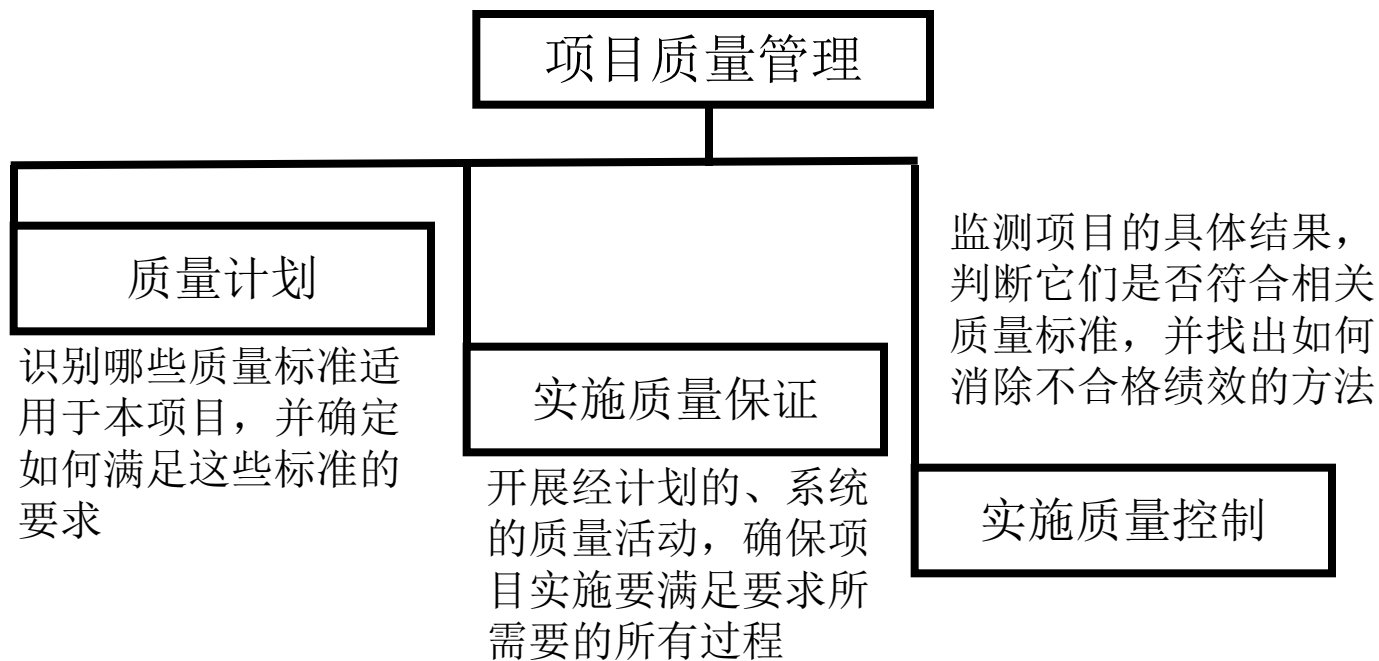 项目质量管理
质量计划
识别哪些质量标准适
用于本项目，并确定
如何满足这些标准的
要求
实施质量保证
开展经计划的、系统
的质量活动，确保项
目实施要满足要求所
需要的所有过程
监测项目的具体结果，
判断它们是否符合相关
质量标准，并找出如何
消除不合格绩效的方法
实施质量控制